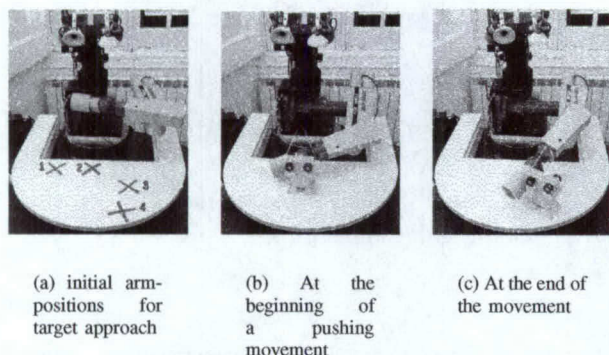 1 2
3
4
(a) initial arm-
positions for
target approach
(b) At the
beginning of
a pushing
movement
(c) At the end of
the movement